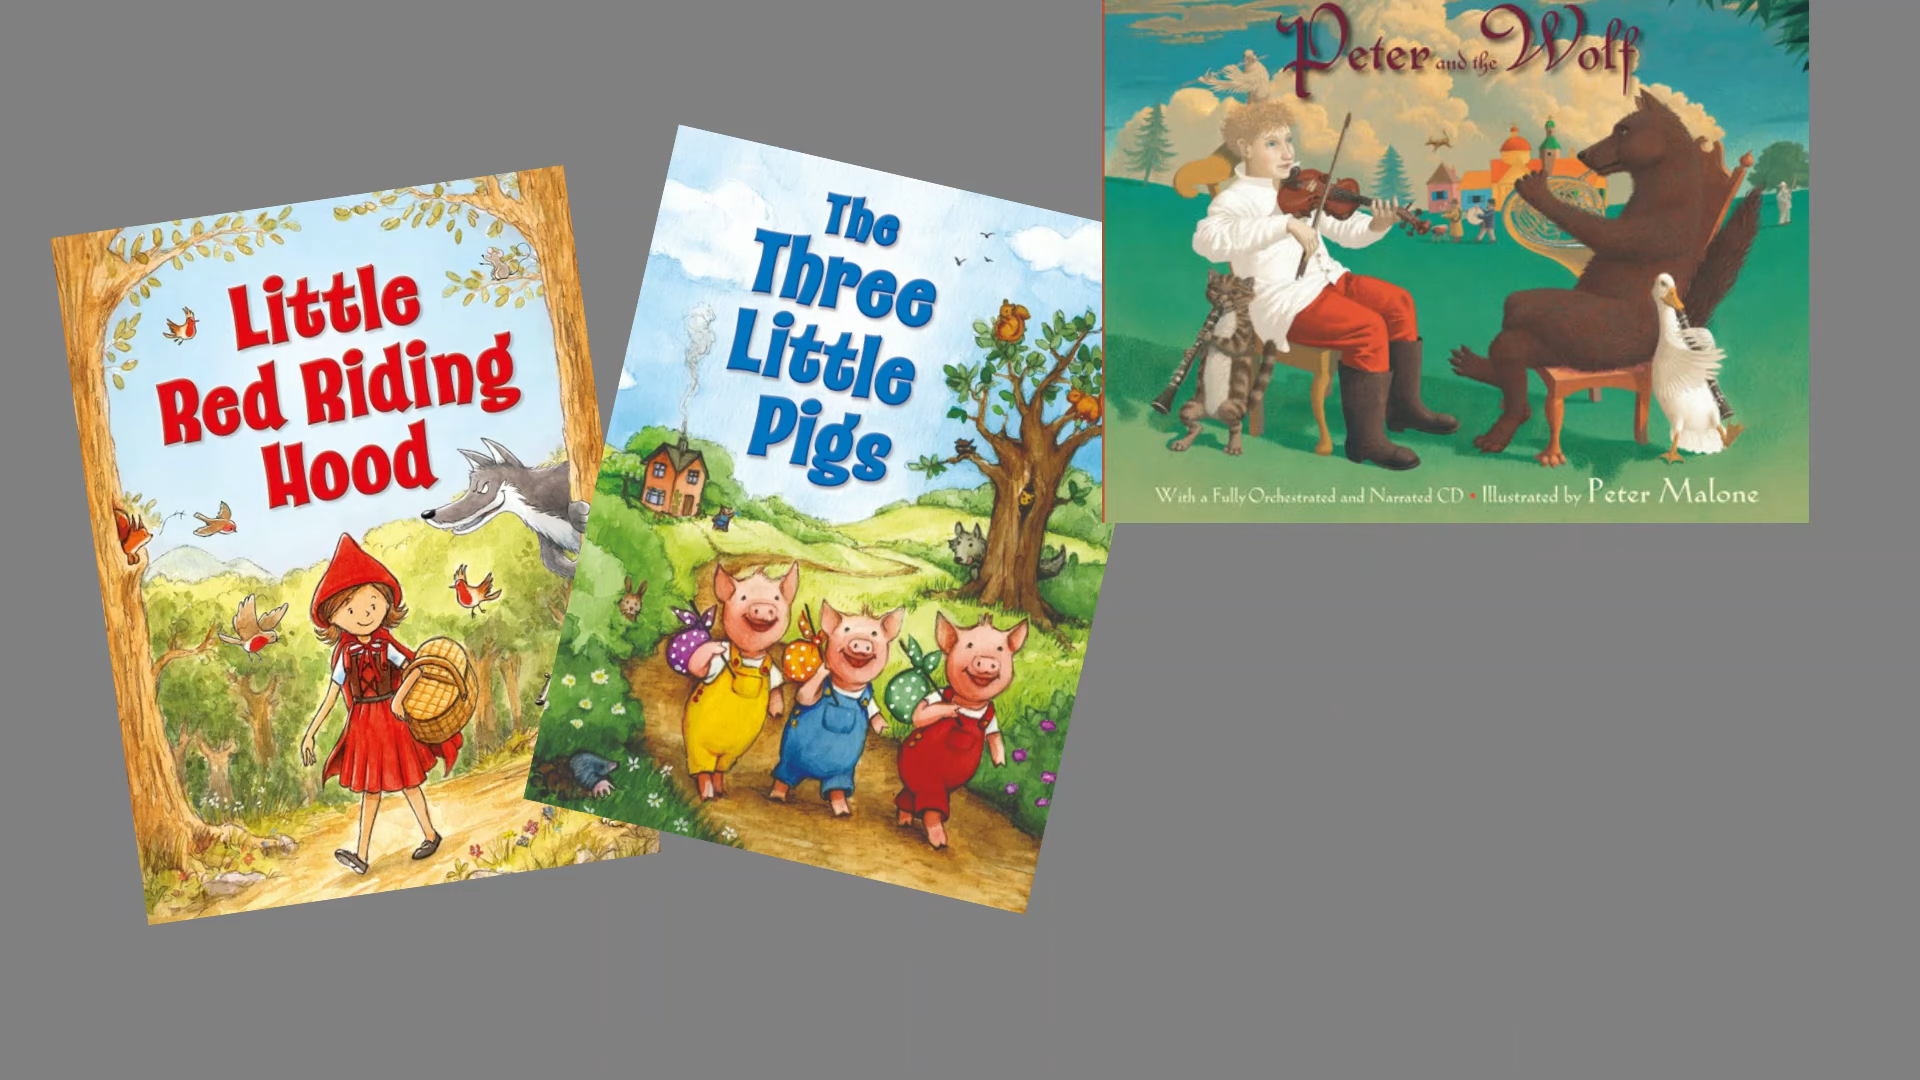 Little
Red Riding
Hood
The
Three
Little
Pigs
Peter and the Wolf
With a Fully Orchestrated and Narrated CD • Illustrated by Peter Malone